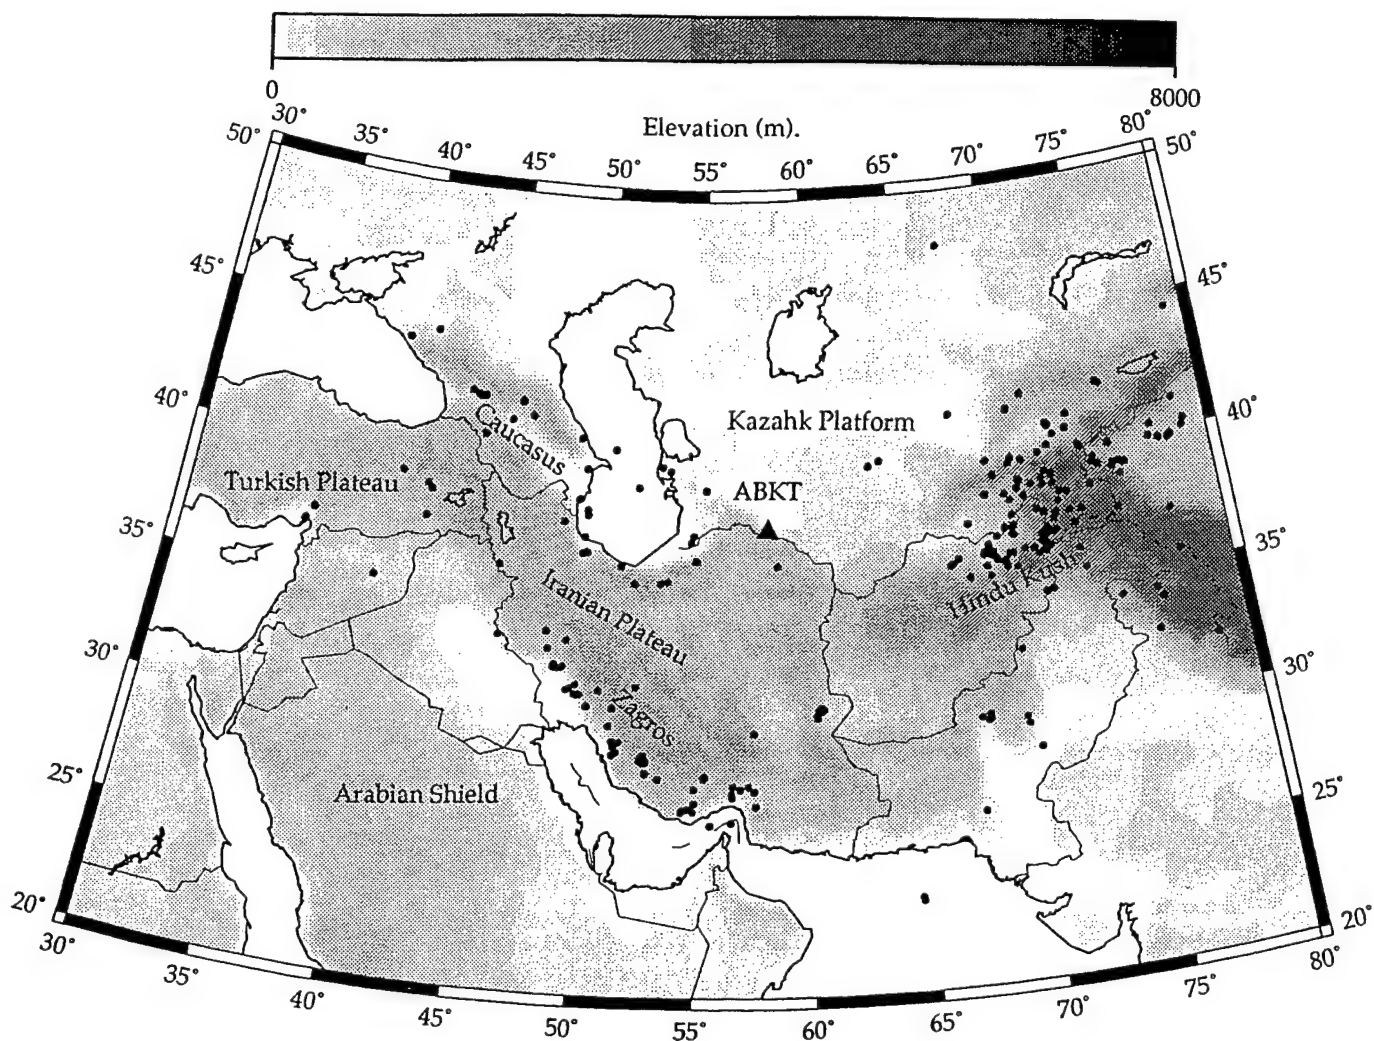 0 8000
Elevation (m).
30° 35° 40° 45° 50° 55° 60° 65° 70° 75° 80°
50° 50°
45° 45°
40° 40°
35° 35°
30° 30°
25° 25°
20° 20°
Caucasus
Kazahk Platform
Turkish Plateau
ABKT
Iranian Plateau
Hindu Kush
Zagros
Arabian Shield
30° 35° 40° 45° 50° 55° 60° 65° 70° 75° 80°